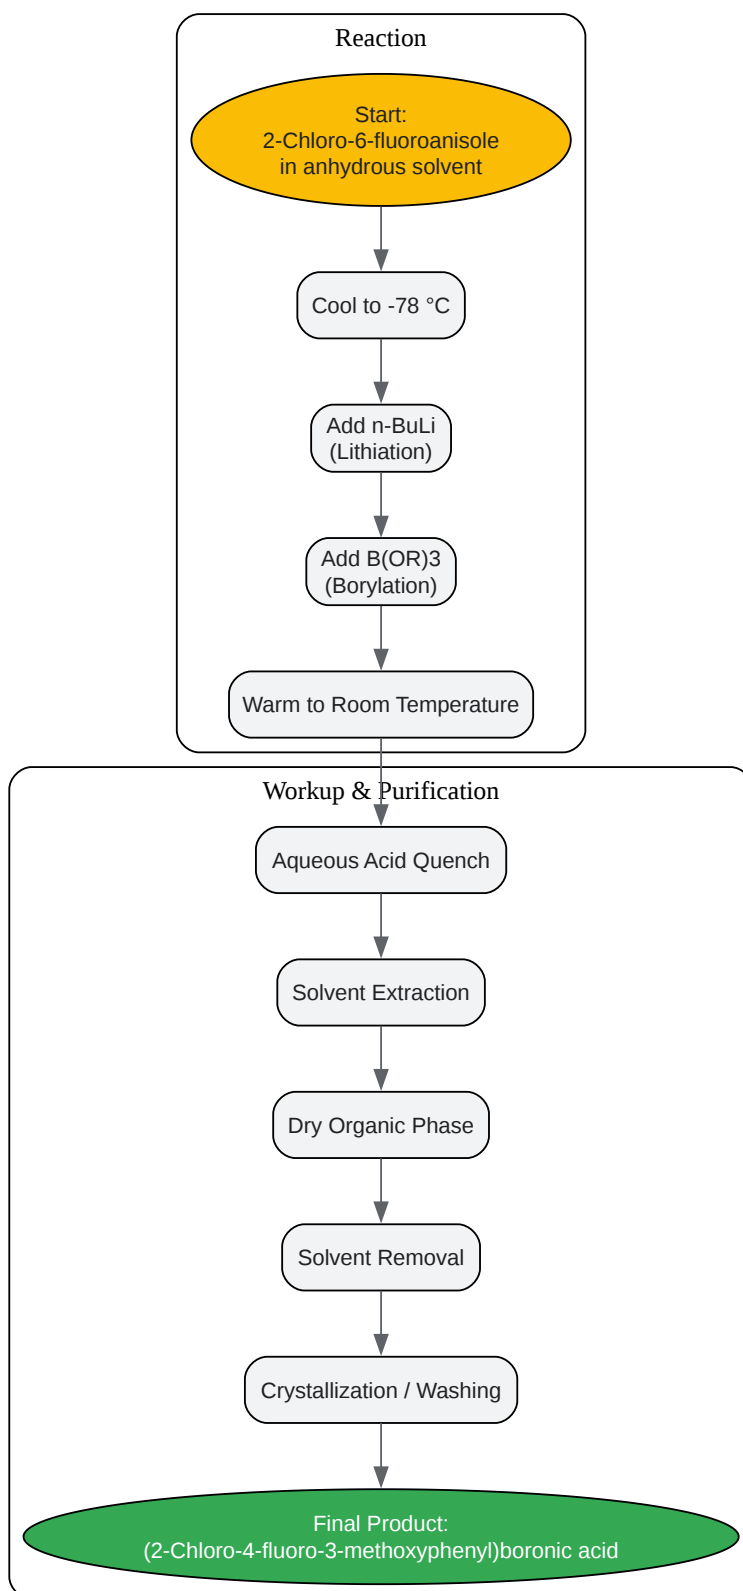 Reaction
Start:
2-Chloro-6-fluoroanisole
in anhydrous solvent
Cool to -78 °C
Add n-BuLi
(Lithiation)
Add B(OR)3
(Borylation)
Warm to Room Temperature
Workup & Purification
Aqueous Acid Quench
Solvent Extraction
Dry Organic Phase
Solvent Removal
Crystallization / Washing
Final Product:
(2-Chloro-4-fluoro-3-methoxyphenyl)boronic acid